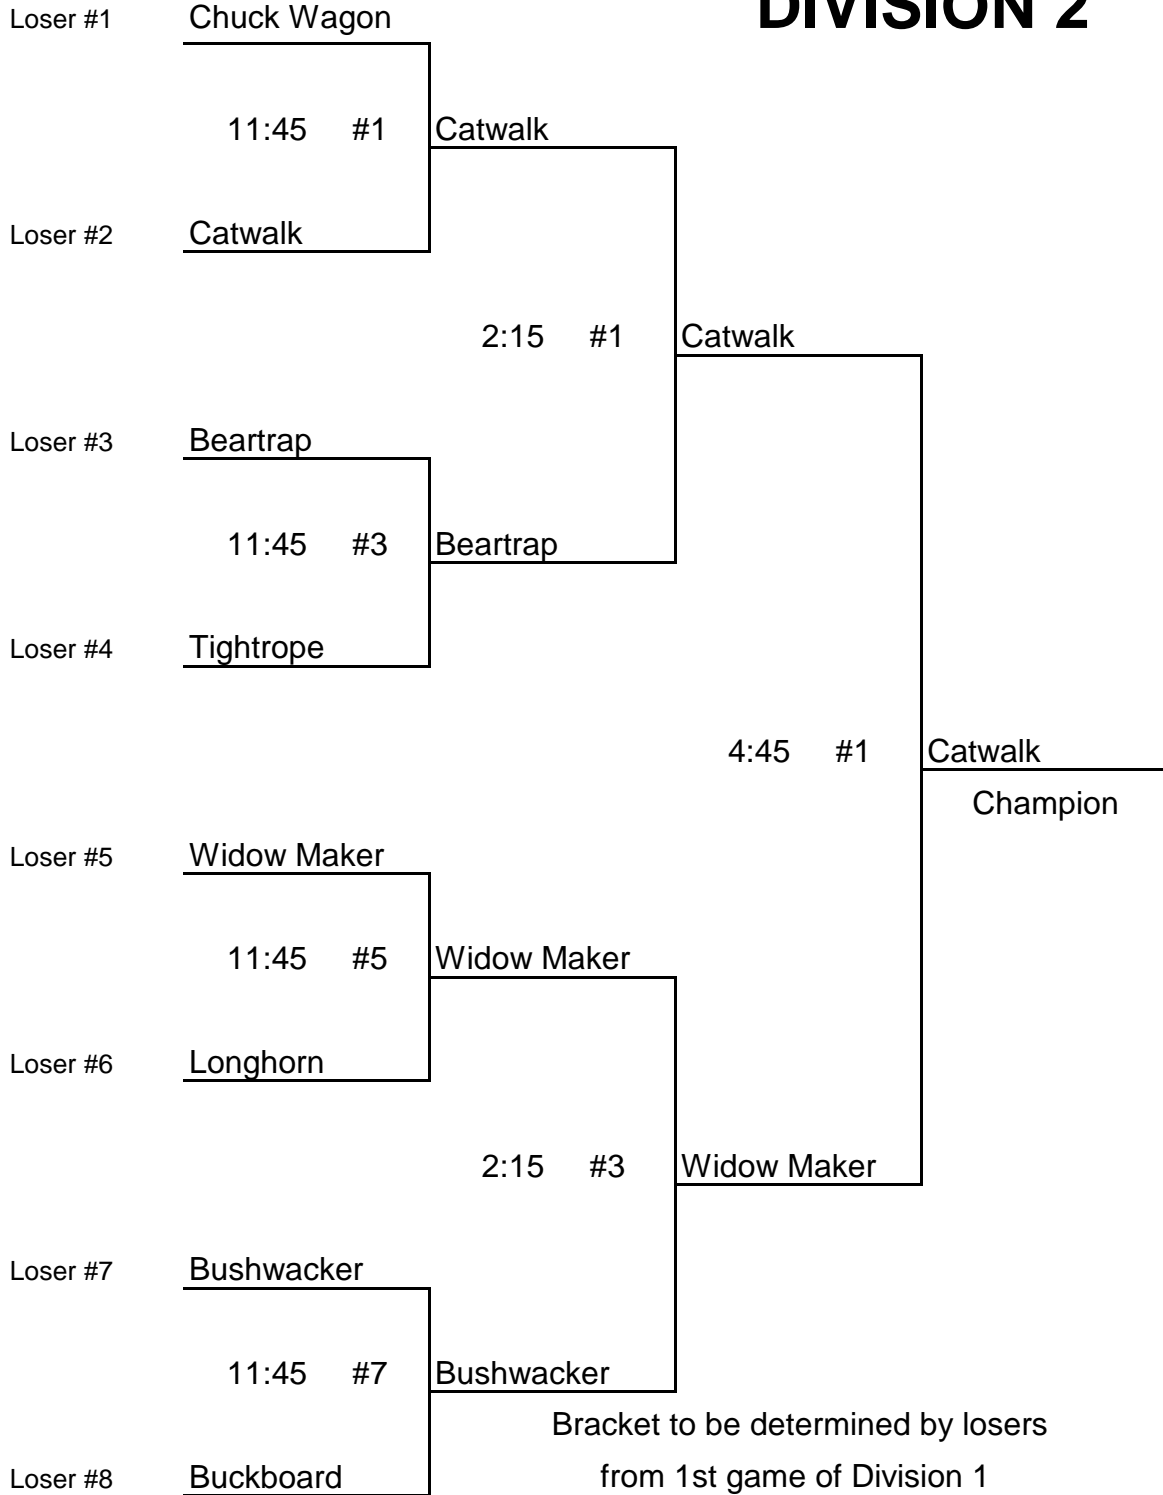 DIVISION 2
Loser #1 Chuck Wagon
11:45 #1 Catwalk
Loser #2 Catwalk
2:15 #1 Catwalk
Loser #3 Beartrap
11:45 #3 Beartrap
Loser #4 Tightrope
4:45 #1 Catwalk
Champion
Loser #5 Widow Maker
11:45 #5 Widow Maker
Loser #6 Longhorn
2:15 #3 Widow Maker
Loser #7 Bushwacker
11:45 #7 Bushwacker
Bracket to be determined by losers
Loser #8 Buckboard from 1st game of Division 1